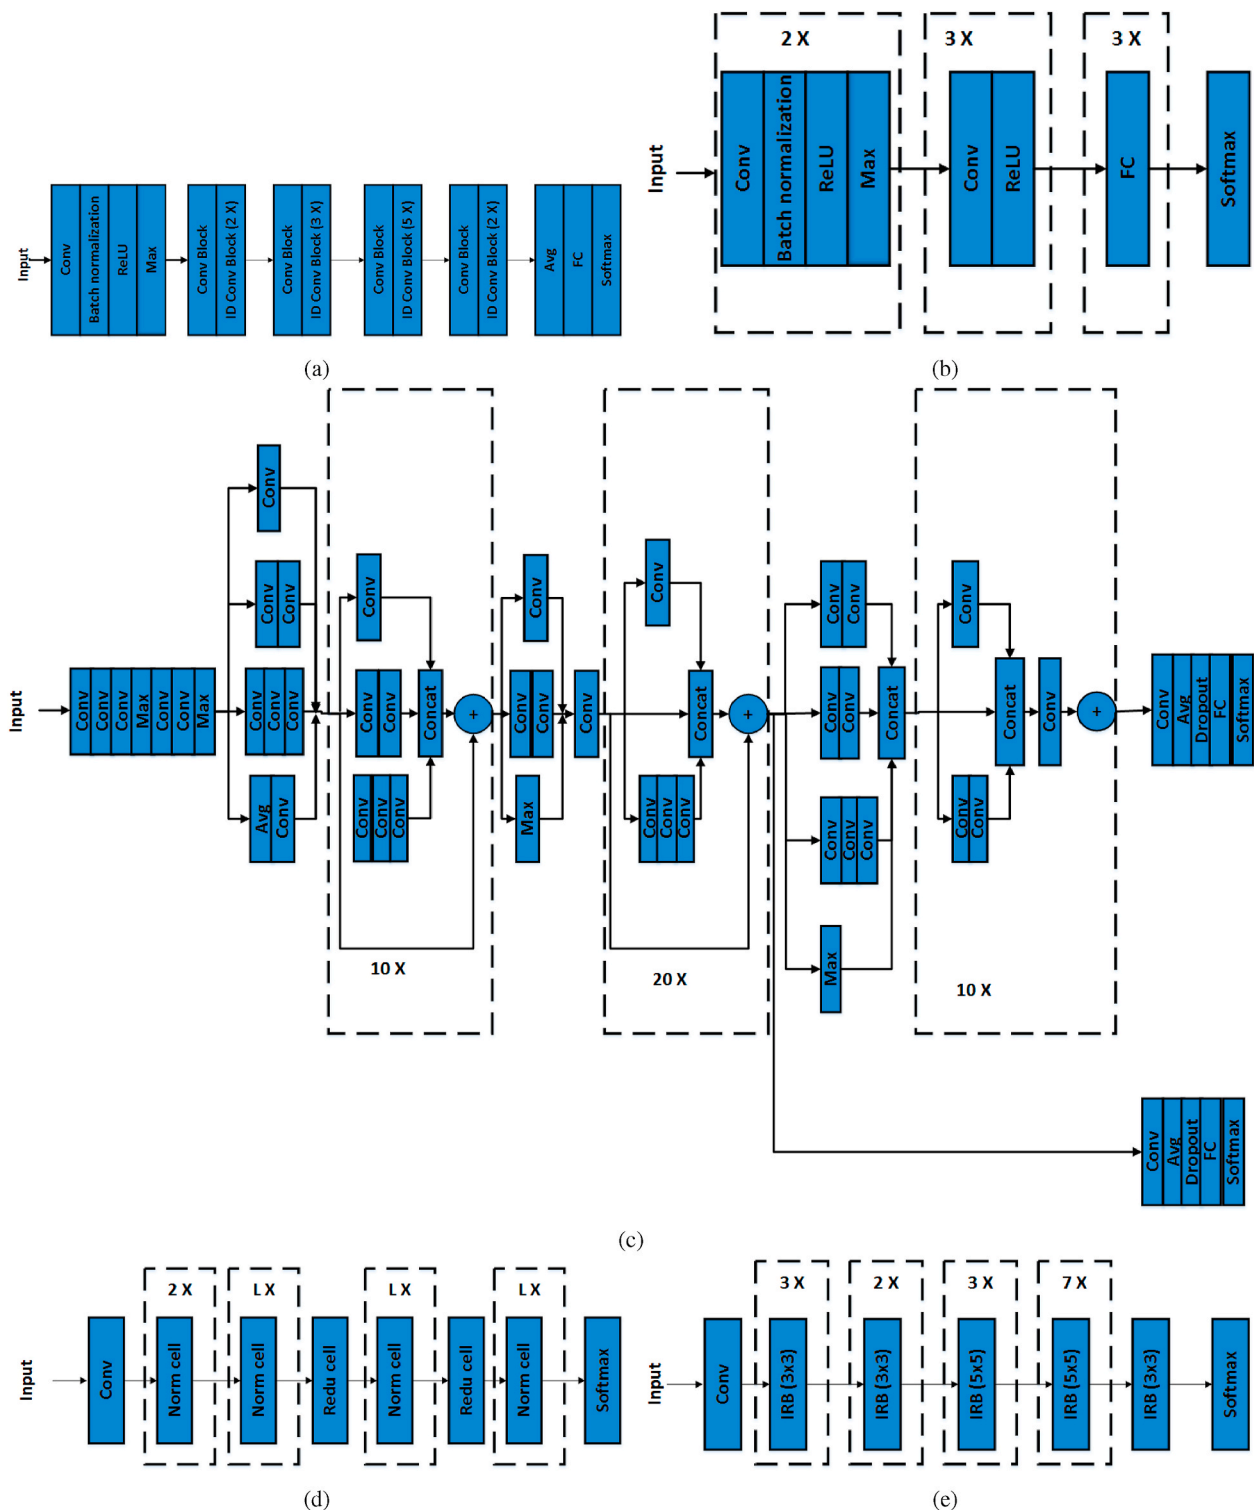 Input
Conv
Batch normalization
ReLU
Max
Conv Block
ID Conv Block (2 X)
Conv Block
ID Conv Block (3 X)
Conv Block
ID Conv Block (5 X)
Conv Block
ID Conv Block (2 X)
Avg
FC
Softmax
(a)
Input
2 X
Conv
Batch normalization
ReLU
Max
3 X
Conv
ReLU
3 X
FC
Softmax
(b)
Input
Conv
Conv
Conv
Max
Conv
Conv
Max
Conv
Conv
Conv
Conv
Conv
Conv
Avg
Conv
Conv
Conv
Conv
Conv
Conv
Conv
Concat
+
10 X
Conv
Conv
Conv
Max
Conv
Conv
Conv
Conv
Conv
Concat
+
20 X
Conv
Conv
Conv
Conv
Conv
Conv
Conv
Max
Concat
Conv
Conv
Conv
Concat
Conv
+
10 X
Conv
Avg
Dropout
FC
Softmax
Conv
Avg
Dropout
FC
Softmax
(c)
Input
Conv
2 X
Norm cell
L X
Norm cell
Redu cell
L X
Norm cell
Redu cell
L X
Norm cell
Softmax
(d)
Input
Conv
3 X
IRB (3x3)
2 X
IRB (3x3)
3 X
IRB (5x5)
7 X
IRB (5x5)
IRB (3x3)
Softmax
(e)